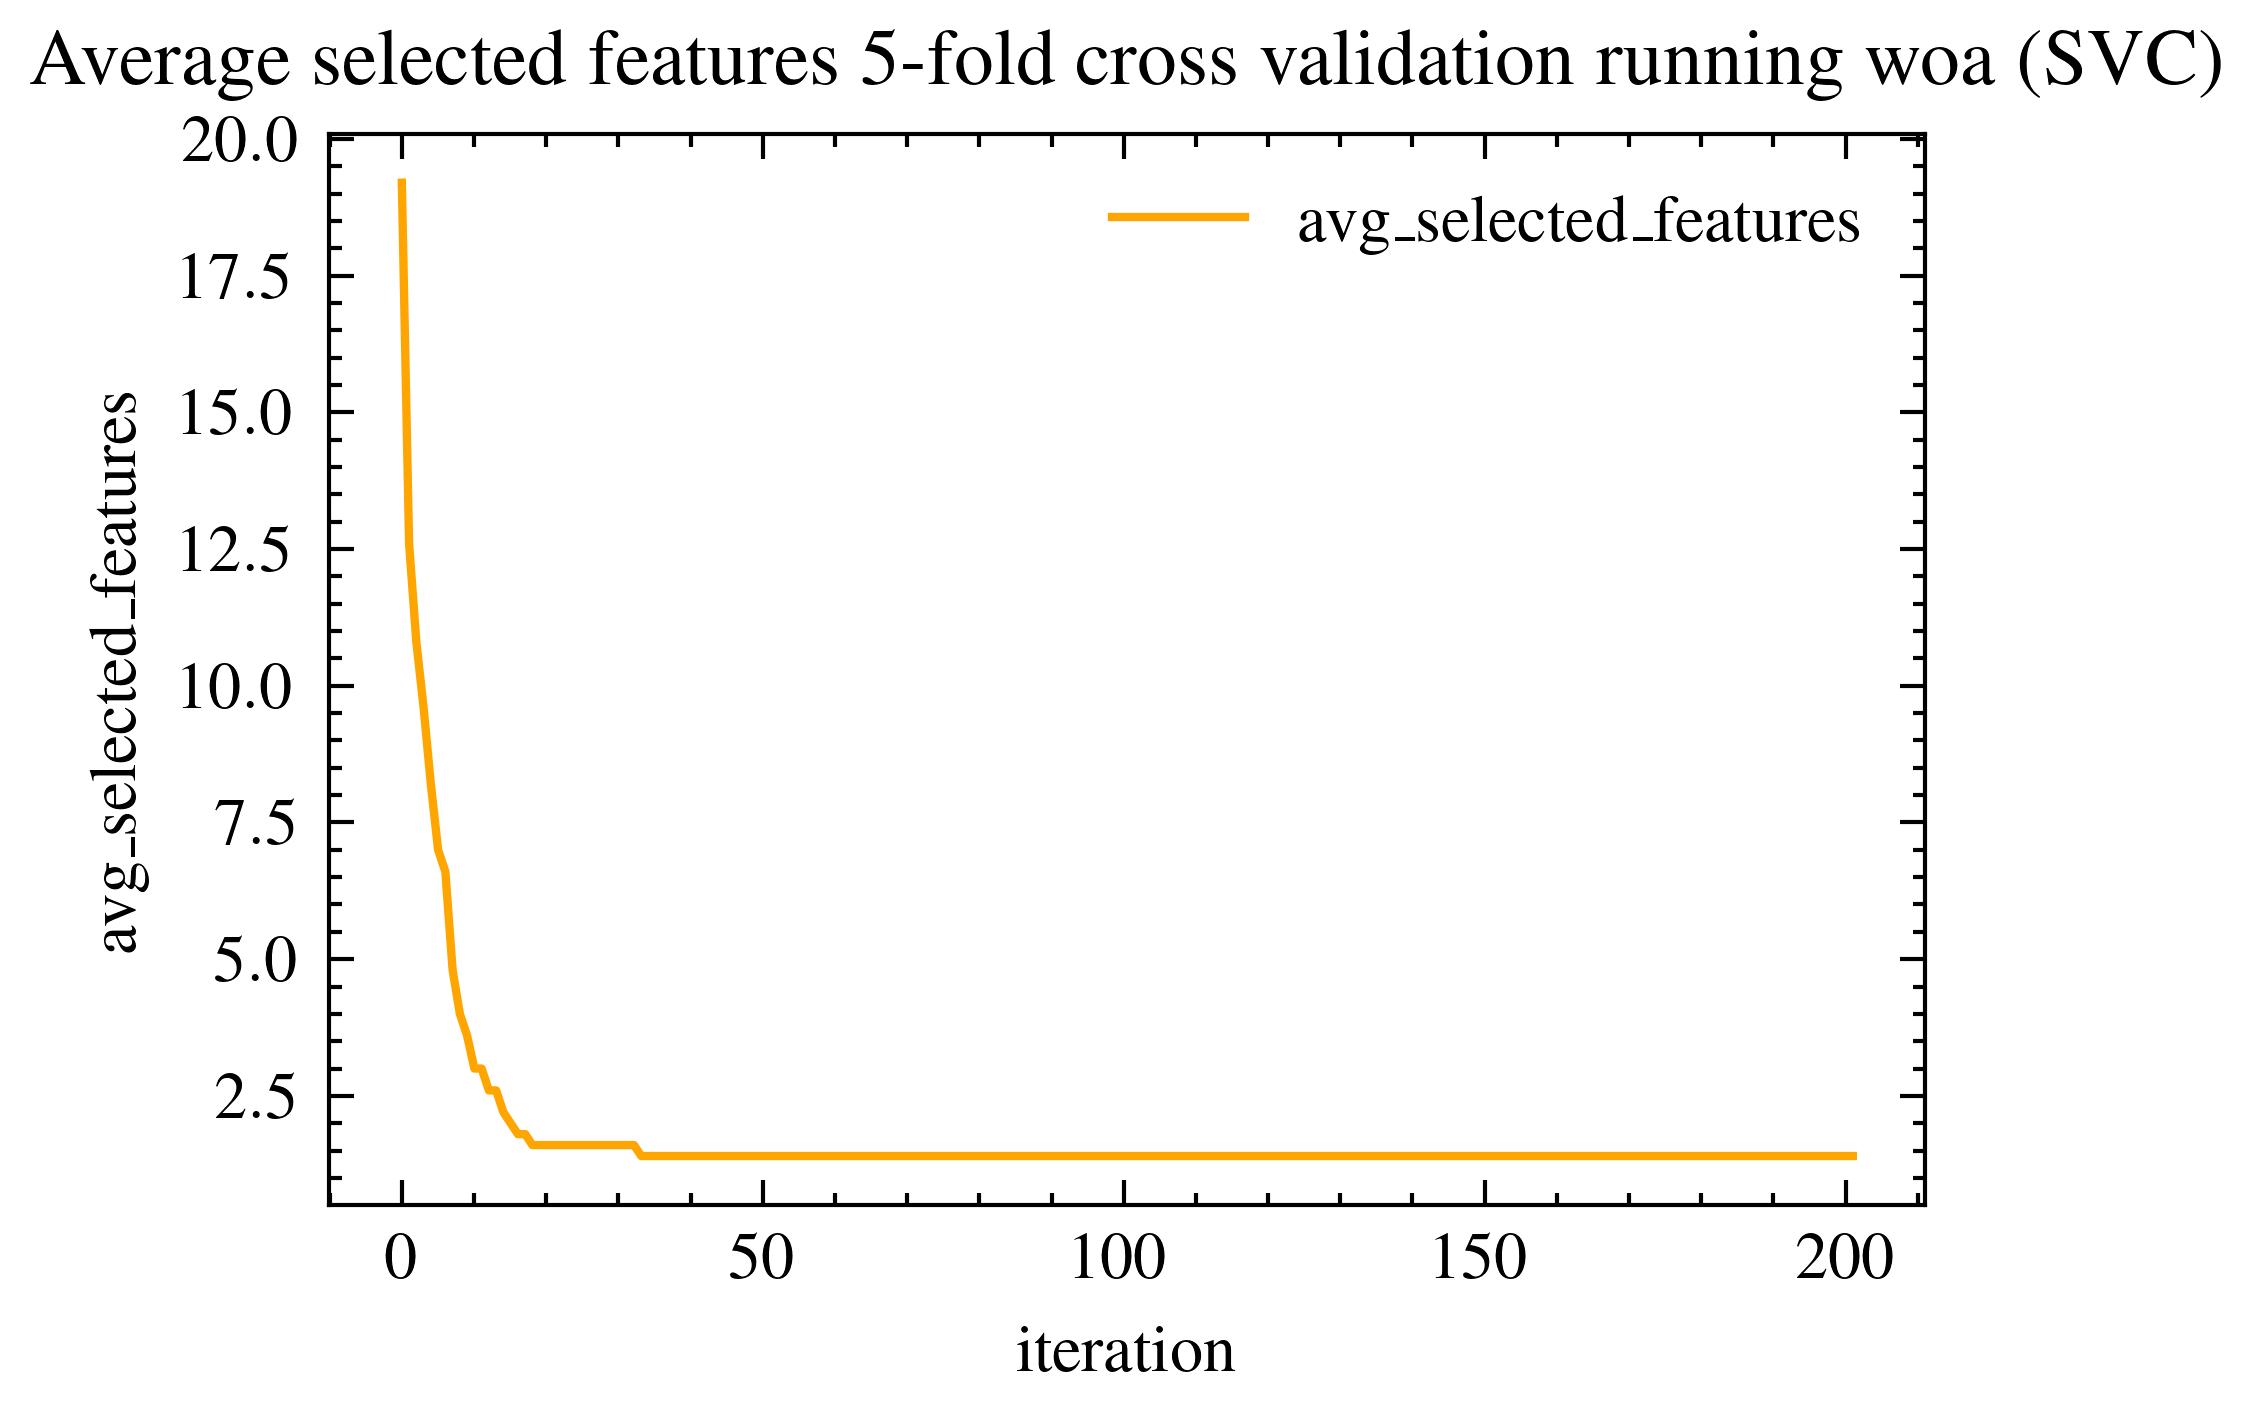 Average selected features 5-fold cross validation running woa (SVC)
avg_selected_features
20.0
17.5
15.0
12.5
10.0
7.5
5.0
2.5
avg_selected_features
0 50 100 150 200
iteration